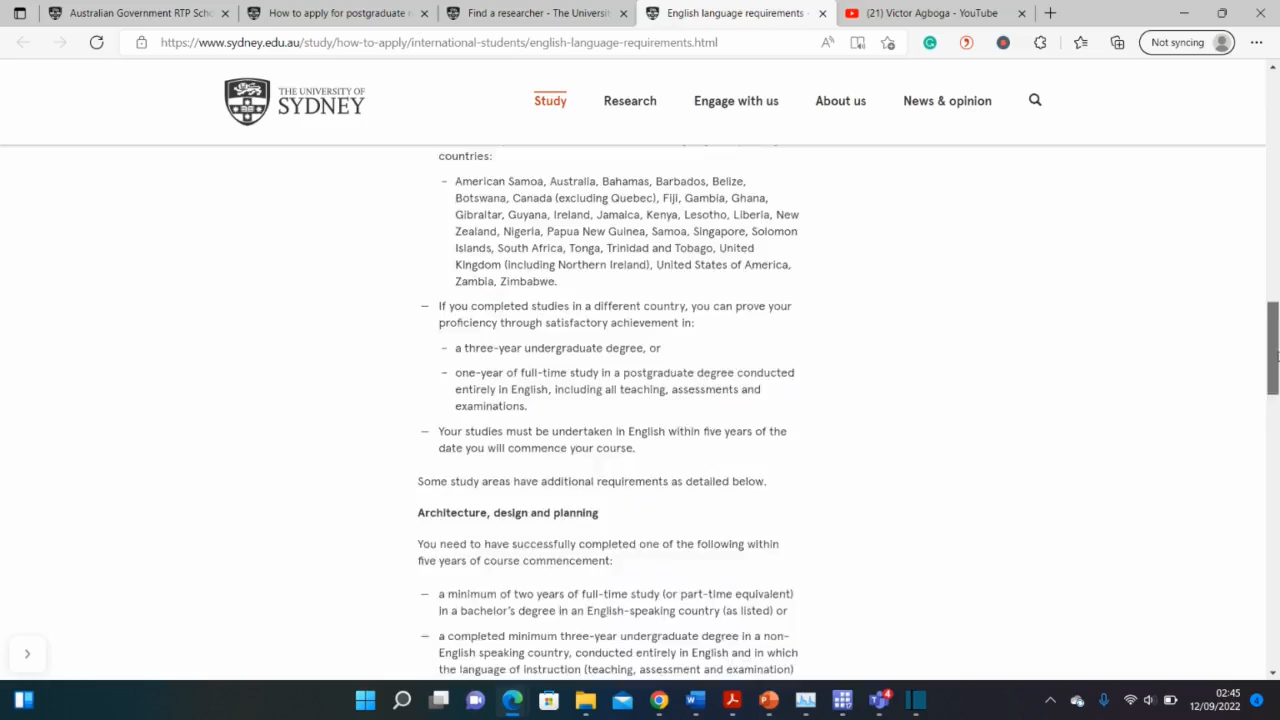 Australian Government RTP Scho
How to apply for postgraduate r
Find a researcher - The Universit
English language requirements -
(21) Victor Agboga - YouTube
https://www.sydney.edu.au/study/how-to-apply/international-students/english-language-requirements.html
Not syncing
THE UNIVERSITY OF
SYDNEY
Study
Research
Engage with us
About us
News & opinion
countries:
– American Samoa, Australia, Bahamas, Barbados, Belize,
Botswana, Canada (excluding Quebec), Fiji, Gambia, Ghana,
Gibraltar, Guyana, Ireland, Jamaica, Kenya, Lesotho, Liberia, New
Zealand, Nigeria, Papua New Guinea, Samoa, Singapore, Solomon
Islands, South Africa, Tonga, Trinidad and Tobago, United
Kingdom (including Northern Ireland), United States of America,
Zambia, Zimbabwe.
— If you completed studies in a different country, you can prove your
proficiency through satisfactory achievement in:
– a three-year undergraduate degree, or
– one-year of full-time study in a postgraduate degree conducted
entirely in English, including all teaching, assessments and
examinations.
— Your studies must be undertaken in English within five years of the
date you will commence your course.
Some study areas have additional requirements as detailed below.
Architecture, design and planning
You need to have successfully completed one of the following within
five years of course commencement:
— a minimum of two years of full-time study (or part-time equivalent)
in a bachelor's degree in an English-speaking country (as listed) or
— a completed minimum three-year undergraduate degree in a non-
English speaking country, conducted entirely in English and in which
the language of instruction (teaching, assessment and examination)
4
02:45
12/09/2022